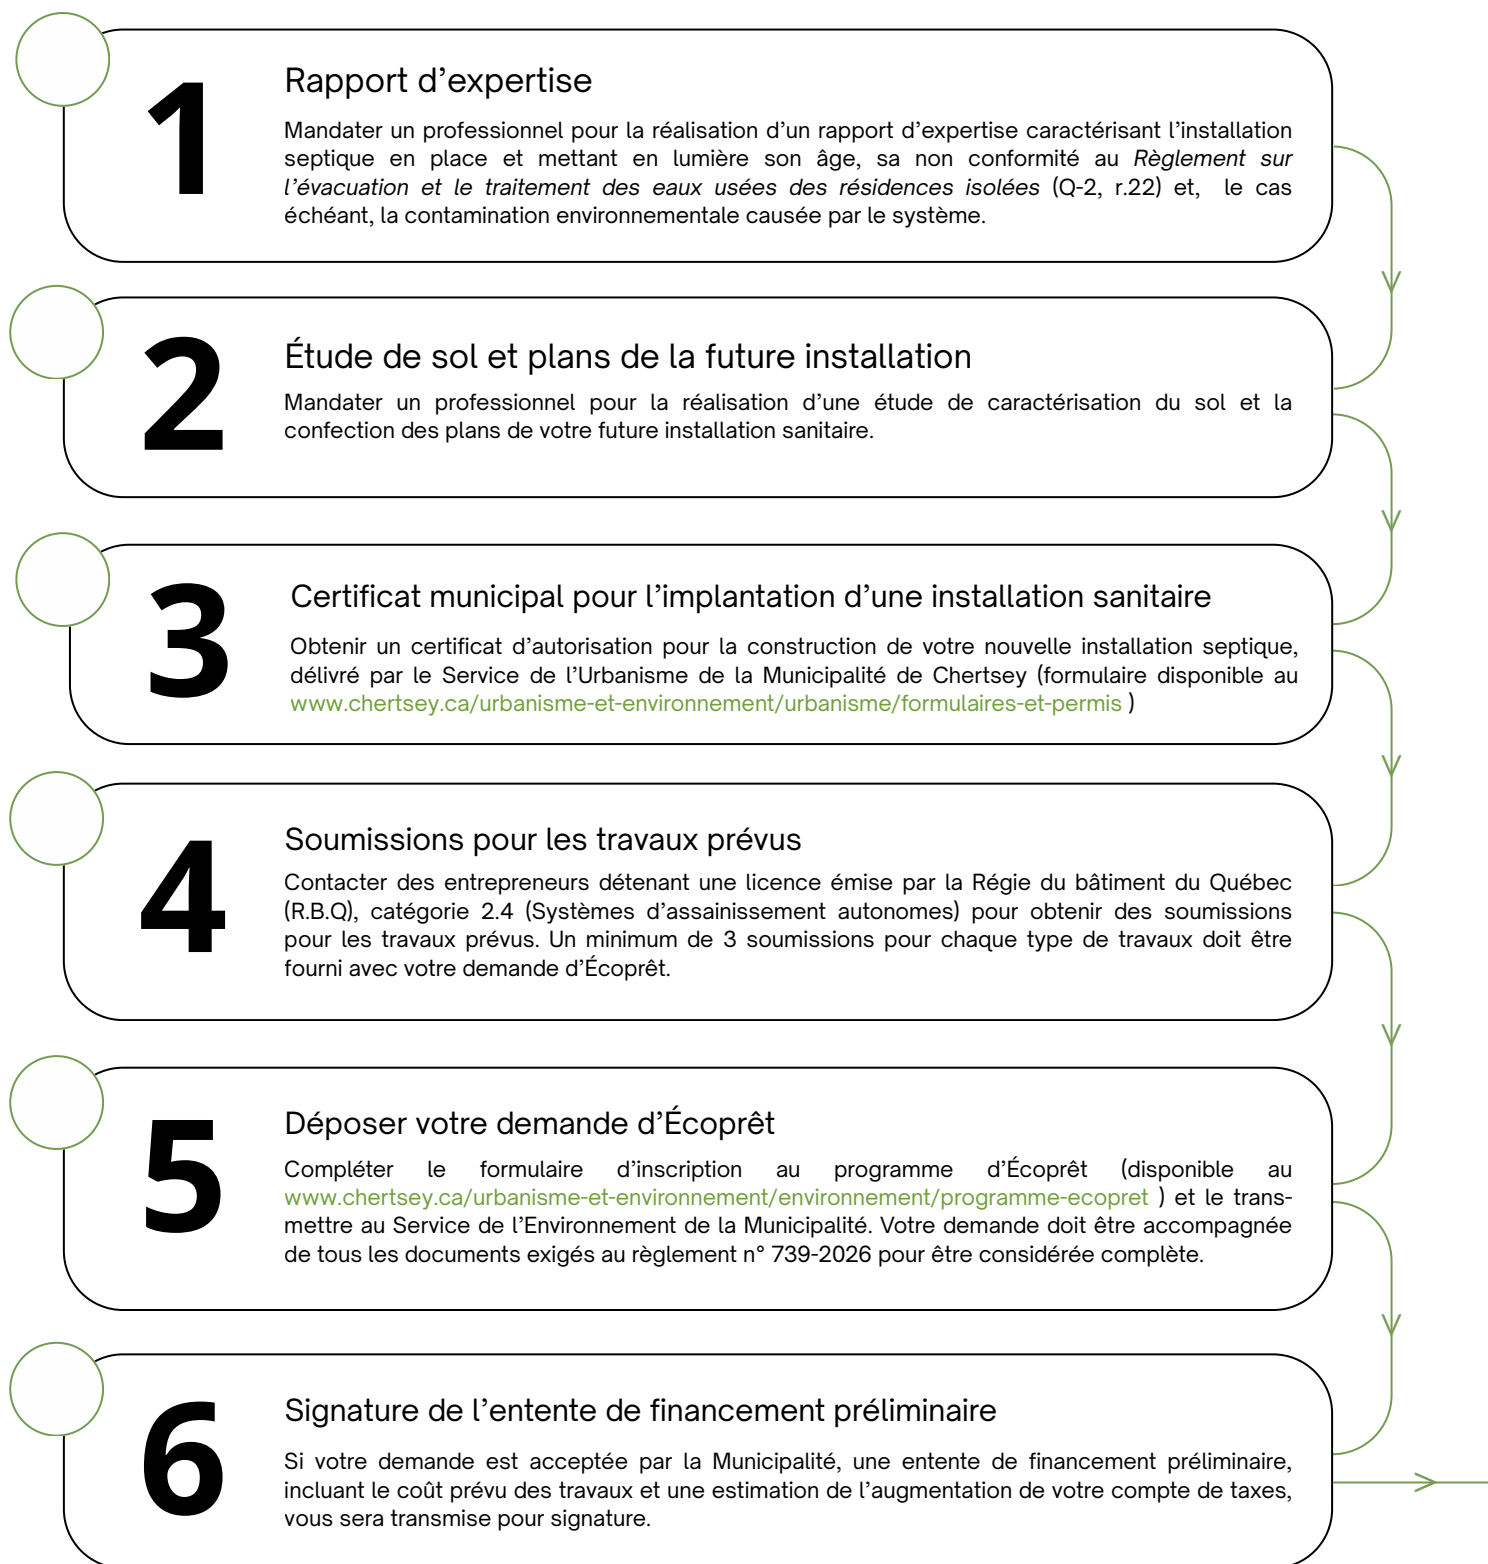 1
Rapport d’expertise
Mandater un professionnel pour la réalisation d’un rapport d’expertise caractérisant l’installation
septique en place et mettant en lumière son âge, sa non conformité au Règlement sur
l’évacuation et le traitement des eaux usées des résidences isolées (Q-2, r.22) et, le cas
échéant, la contamination environnementale causée par le système.
2
Étude de sol et plans de la future installation
Mandater un professionnel pour la réalisation d’une étude de caractérisation du sol et la
confection des plans de votre future installation sanitaire.
3
Certificat municipal pour l’implantation d’une installation sanitaire
Obtenir un certificat d’autorisation pour la construction de votre nouvelle installation septique,
délivré par le Service de l’Urbanisme de la Municipalité de Chertsey (formulaire disponible au
www.chertsey.ca/urbanisme-et-environnement/urbanisme/formulaires-et-permis )
4
Soumissions pour les travaux prévus
Contacter des entrepreneurs détenant une licence émise par la Régie du bâtiment du Québec
(R.B.Q), catégorie 2.4 (Systèmes d’assainissement autonomes) pour obtenir des soumissions
pour les travaux prévus. Un minimum de 3 soumissions pour chaque type de travaux doit être
fourni avec votre demande d’Écoprêt.
5
Déposer votre demande d’Écoprêt
Compléter le formulaire d’inscription au programme d’Écoprêt (disponible au
www.chertsey.ca/urbanisme-et-environnement/environnement/programme-ecopret ) et le trans-
mettre au Service de l’Environnement de la Municipalité. Votre demande doit être accompagnée
de tous les documents exigés au règlement n° 739-2026 pour être considérée complète.
6
Signature de l’entente de financement préliminaire
Si votre demande est acceptée par la Municipalité, une entente de financement préliminaire,
incluant le coût prévu des travaux et une estimation de l’augmentation de votre compte de taxes,
vous sera transmise pour signature.